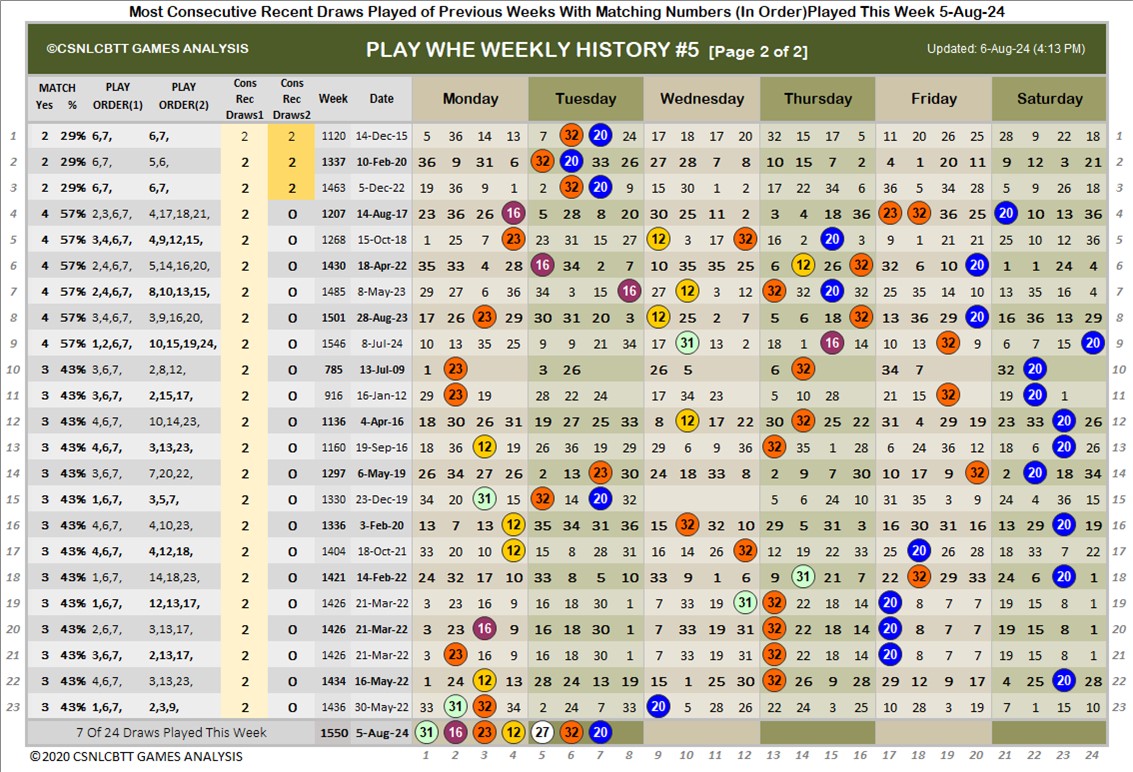 Most Consecutive Recent Draws Played of Previous Weeks With Matching Numbers (In Order)Played This Week 5-Aug-24
©CSNLCBTT GAMES ANALYSIS PLAY WHE WEEKLY HISTORY #5 [Page 2 of 2] Updated: 6-Aug-24 (4:13 PM)
MATCH Yes % PLAY ORDER(1) PLAY ORDER(2) Cons Rec Draws1 Cons Rec Draws2 Week Date Monday Tuesday Wednesday Thursday Friday Saturday
1 2 29% 6,7, 6,7, 2 2 1120 14-Dec-15 5 36 14 13 7 32 20 24 17 18 17 20 32 15 17 5 11 20 26 25 28 9 22 18 1
2 2 29% 6,7, 5,6, 2 2 1337 10-Feb-20 36 9 31 6 32 20 33 26 27 28 7 8 10 15 7 2 4 1 20 11 9 12 3 21 2
3 2 29% 6,7, 6,7, 2 2 1463 5-Dec-22 19 36 9 1 2 32 20 9 15 30 1 2 17 22 34 6 36 5 34 28 5 9 26 18 3
4 4 57% 2,3,6,7, 4,17,18,21, 2 0 1207 14-Aug-17 23 36 26 16 5 28 8 20 30 25 11 2 3 4 18 36 23 32 36 25 20 10 13 36 4
5 4 57% 3,4,6,7, 4,9,12,15, 2 0 1268 15-Oct-18 1 25 7 23 23 31 15 27 12 3 17 32 16 2 20 3 9 1 21 21 25 10 12 36 5
6 4 57% 2,4,6,7, 5,14,16,20, 2 0 1430 18-Apr-22 35 33 4 28 16 34 2 7 10 35 35 25 6 12 26 32 32 6 10 20 1 1 24 4 6
7 4 57% 2,4,6,7, 8,10,13,15, 2 0 1485 8-May-23 29 27 6 36 34 3 15 16 27 12 3 12 32 32 20 32 25 35 14 10 13 35 16 4 7
8 4 57% 3,4,6,7, 3,9,16,20, 2 0 1501 28-Aug-23 17 26 23 29 30 31 20 3 12 25 2 7 5 6 18 32 13 36 29 20 16 36 13 29 8
9 4 57% 1,2,6,7, 10,15,19,24, 2 0 1546 8-Jul-24 10 13 35 25 9 9 21 34 17 31 13 2 18 1 16 14 10 13 32 9 6 7 15 20 9
10 3 43% 3,6,7, 2,8,12, 2 0 785 13-Jul-09 1 23 3 26 26 5 6 32 34 7 32 20 10
11 3 43% 3,6,7, 2,15,17, 2 0 916 16-Jan-12 29 23 19 28 22 24 17 34 23 5 10 28 21 15 32 19 20 1 11
12 3 43% 4,6,7, 10,14,23, 2 0 1136 4-Apr-16 18 30 26 31 19 27 25 33 8 12 17 22 30 32 25 22 31 4 29 19 23 33 20 26 12
13 3 43% 4,6,7, 3,13,23, 2 0 1160 19-Sep-16 18 36 12 19 26 36 19 29 6 9 36 32 35 1 28 6 24 36 12 18 6 20 26 13
14 3 43% 3,6,7, 7,20,22, 2 0 1297 6-May-19 26 34 27 26 2 13 23 30 24 18 33 8 2 9 7 30 10 17 9 32 2 20 18 34 14
15 3 43% 1,6,7, 3,5,7, 2 0 1330 23-Dec-19 34 20 31 15 32 14 20 32 5 6 24 10 31 35 3 9 24 4 36 15 15
16 3 43% 4,6,7, 4,10,23, 2 0 1336 3-Feb-20 13 7 13 12 35 34 31 36 15 32 32 10 29 5 31 3 16 30 31 16 13 29 20 19 16
17 3 43% 4,6,7, 4,12,18, 2 0 1404 18-Oct-21 33 20 10 12 15 8 28 31 16 14 26 32 12 19 22 33 25 20 26 28 18 33 7 22 17
18 3 43% 1,6,7, 14,18,23, 2 0 1421 14-Feb-22 24 32 17 10 33 8 5 10 33 9 1 6 9 31 21 7 22 32 29 33 24 6 20 1 18
19 3 43% 1,6,7, 12,13,17, 2 0 1426 21-Mar-22 3 23 16 9 16 18 30 1 7 33 19 31 32 22 18 14 20 8 7 7 19 15 8 1 19
20 3 43% 2,6,7, 3,13,17, 2 0 1426 21-Mar-22 3 23 16 9 16 18 30 1 7 33 19 31 32 22 18 14 20 8 7 7 19 15 8 1 20
21 3 43% 3,6,7, 2,13,17, 2 0 1426 21-Mar-22 3 23 16 9 16 18 30 1 7 33 19 31 32 22 18 14 20 8 7 7 19 15 8 1 21
22 3 43% 4,6,7, 3,13,23, 2 0 1434 16-May-22 1 24 12 13 28 24 13 19 15 1 25 30 32 26 9 28 29 12 9 17 4 25 20 28 22
23 3 43% 1,6,7, 2,3,9, 2 0 1436 30-May-22 33 31 32 34 2 24 7 33 20 5 28 26 22 24 3 25 10 28 3 19 7 1 15 10 23
7 Of 24 Draws Played This Week 1550 5-Aug-24 31 16 23 12 27 32 20
©2020 CSNLCBTT GAMES ANALYSIS 1 2 3 4 5 6 7 8 9 10 11 12 13 14 15 16 17 18 19 20 21 22 23 24